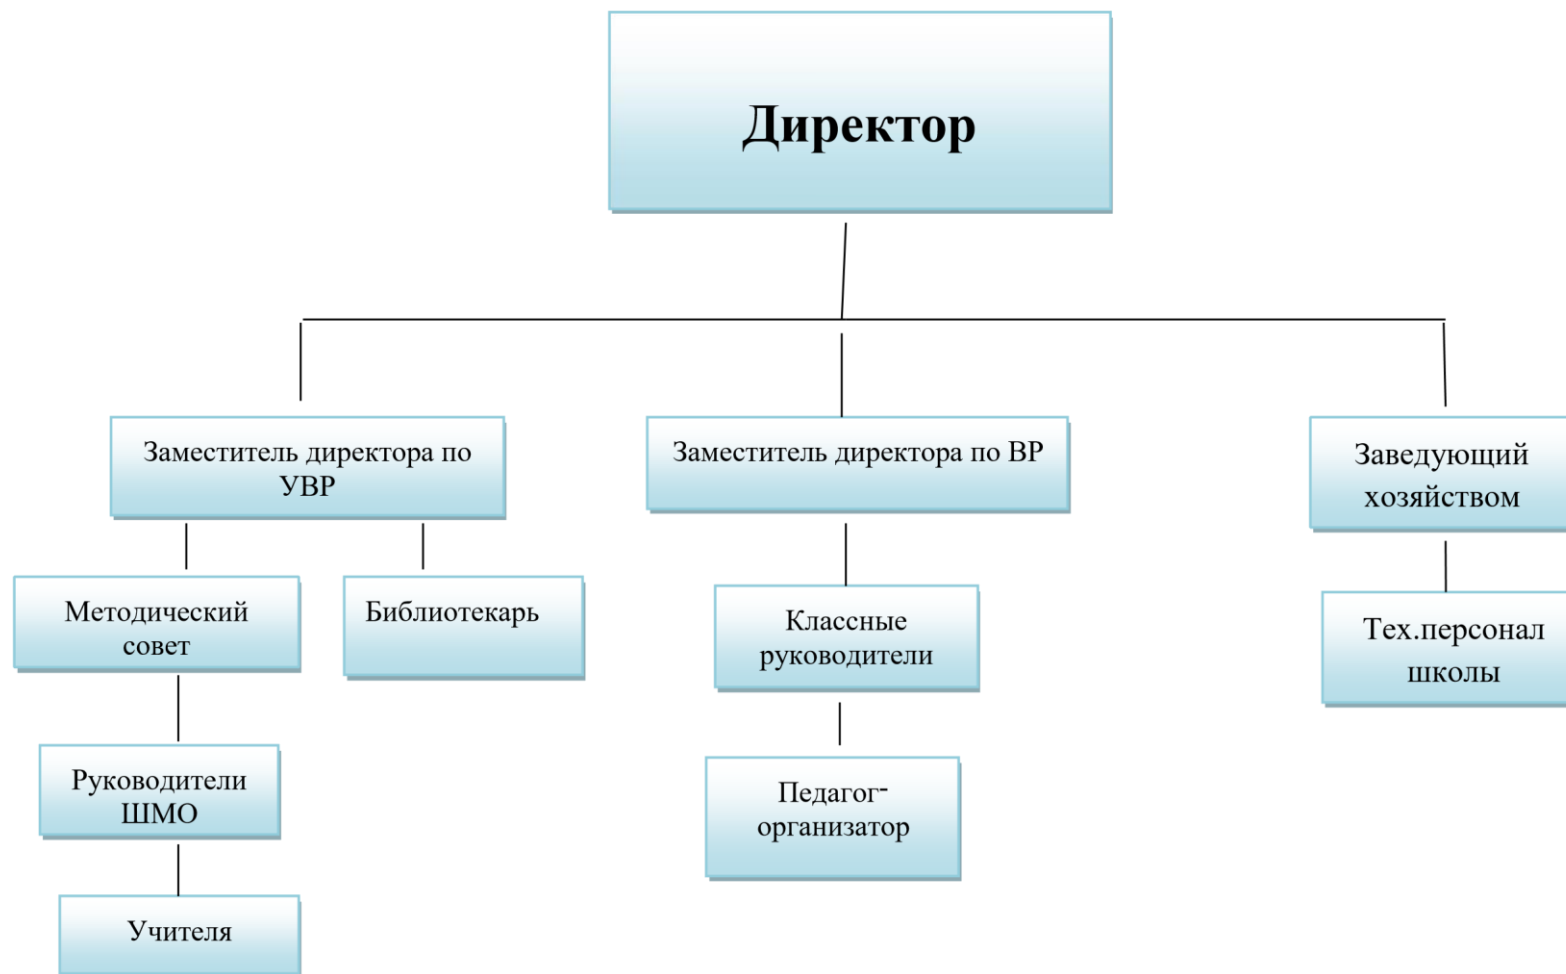 Директор
Заместитель директора по
УВР
Заместитель директора по ВР
Заведующий
хозяйством
Методический
совет
Библиотекарь
Классные
руководители
Тех.персонал
школы
Руководители
ШМО
Педагог-
организатор
Учителя